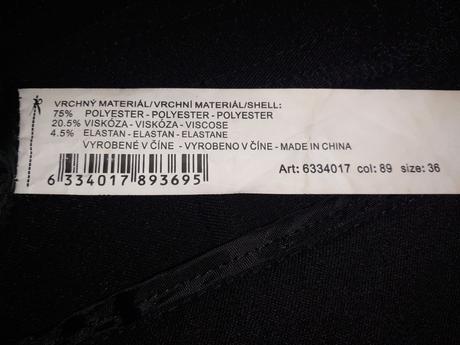 VRCHNÝ MATERIÁL/VRCHNÍ MATERIÁL/SHELL:
75% POLYESTER - POLYESTER - POLYESTER
20.5% VISKÓZA - VISKÓZA - VISCOSE
4.5% ELASTAN - ELASTAN - ELASTANE
VYROBENÉ V ČÍNE - VYROBENO V ČÍNE - MADE IN CHINA
Art: 6334017 col: 89 size: 36
6 334017 893695